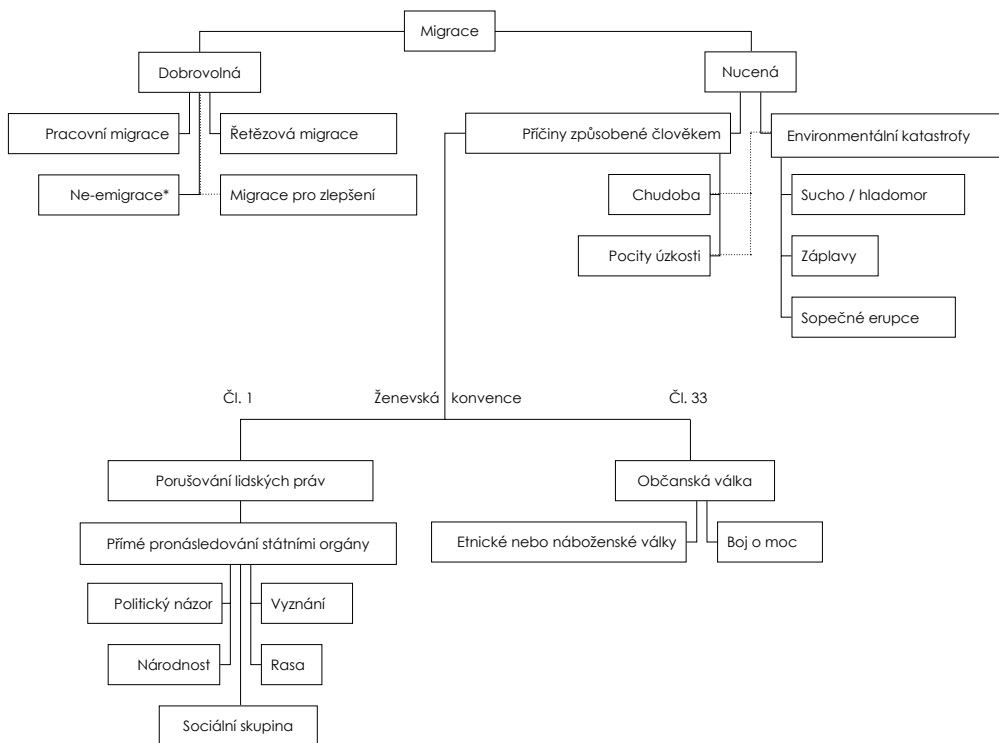 Migrace
Dobrovolná
Nucená
Pracovní migrace
Řetězová migrace
Příčiny způsobené člověkem
Environmentální katastrofy
Ne-emigrace*
Migrace pro zlepšení
Chudoba
Sucho / hladomor
Pocity úzkosti
Záplavy
Sopečné erupce
Čl. 1
Ženevská konvence
Čl. 33
Porušování lidských práv
Občanská válka
Přímé pronásledování státními orgány
Etnické nebo náboženské války
Boj o moc
Politický názor
Vyznání
Národnost
Rasa
Sociální skupina